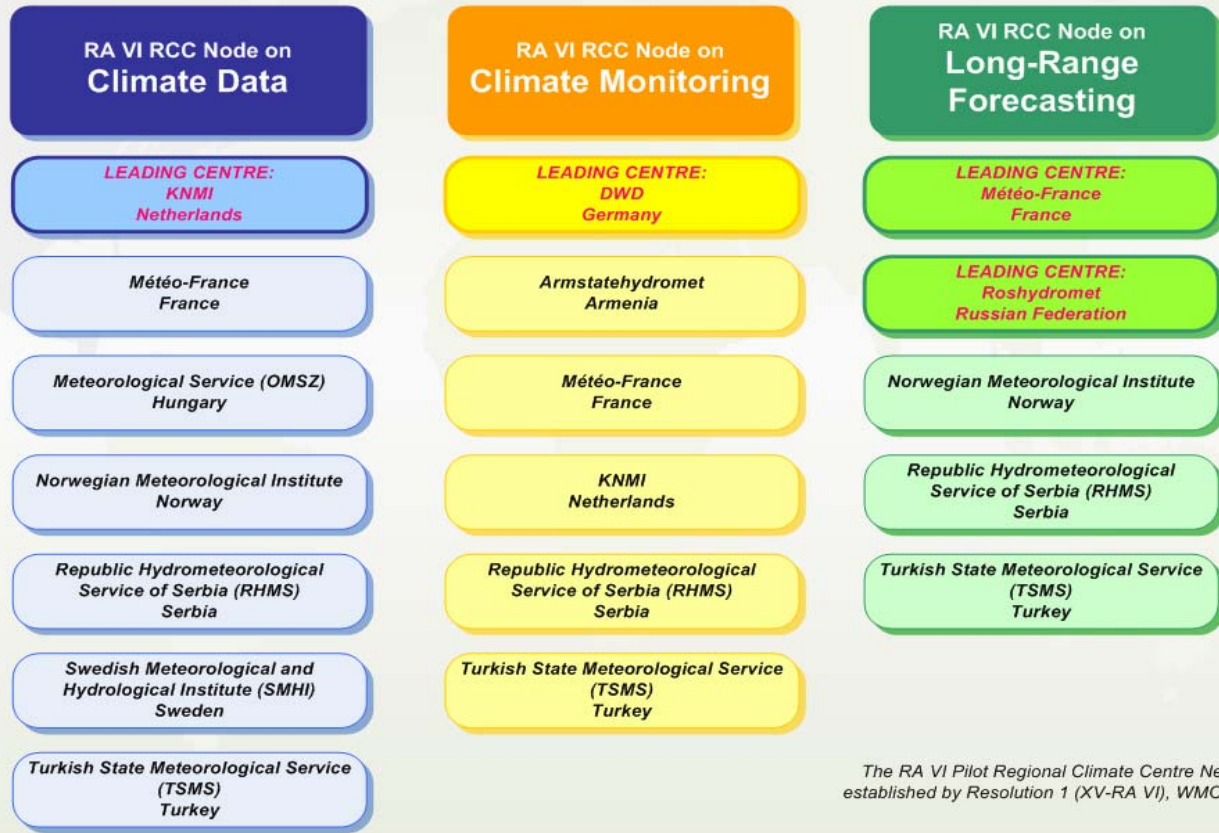 RA VI RCC Node on
Climate Data
LEADING CENTRE:
KNMI
Netherlands
Météo-France
France
Meteorological Service (OMSZ)
Hungary
Norwegian Meteorological Institute
Norway
Republic Hydrometeorological
Service of Serbia (RHMS)
Serbia
Swedish Meteorological and
Hydrological Institute (SMHI)
Sweden
Turkish State Meteorological Service
(TSMS)
Turkey
RA VI RCC Node on
Climate Monitoring
LEADING CENTRE:
DWD
Germany
Armstatehydromet
Armenia
Météo-France
France
KNMI
Netherlands
Republic Hydrometeorological
Service of Serbia (RHMS)
Serbia
Turkish State Meteorological Service
(TSMS)
Turkey
RA VI RCC Node on
Long-Range
Forecasting
LEADING CENTRE:
Météo-France
France
LEADING CENTRE:
Roshydromet
Russian Federation
Norwegian Meteorological Institute
Norway
Republic Hydrometeorological
Service of Serbia (RHMS)
Serbia
Turkish State Meteorological Service
(TSMS)
Turkey
The RA VI Pilot Regional Climate Centre
established by Resolution 1 (XV-RA VI),